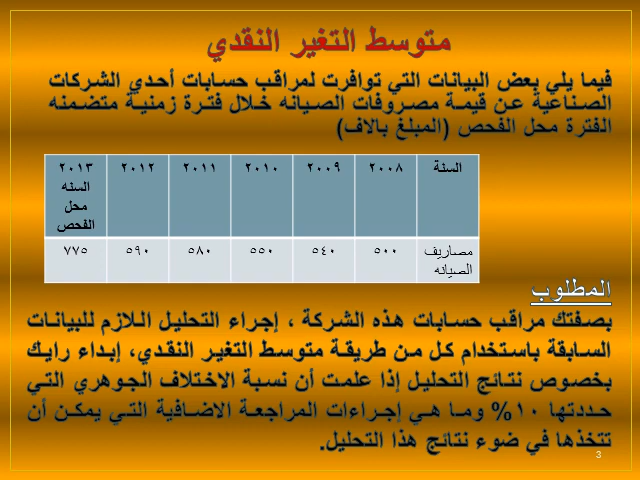 متوسط التغير النقدي
فيما يلي بعض البيانات التي توافرت لمراقب حسابات أحدي الشركات
الصناعية عن قيمة مصروفات الصيانه خلال فترة زمنية متضمنه
الفترة محل الفحص (المبلغ بالاف)
السنة ٢٠٠٨ ٢٠٠٩ ٢٠١٠ ٢٠١١ ٢٠١٢ ٢٠١٣
السنه
محل
الفحص
مصاريف ٥٠٠ ٥٤٠ ٥٥٠ ٥٨٠ ٥٩٠ ٧٧٥
الصيانه
المطلوب
بصفتك مراقب حسابات هذه الشركة ، إجراء التحليل اللازم للبيانات
السابقة باستخدام كل من طريقة متوسط التغير النقدي، إبداء رايك
بخصوص نتائج التحليل إذا علمت أن نسبة الاختلاف الجوهري التي
حددتها ١٠% وما هي إجراءات المراجعة الاضافية التي يمكن أن
تتخذها في ضوء نتائج هذا التحليل.
3